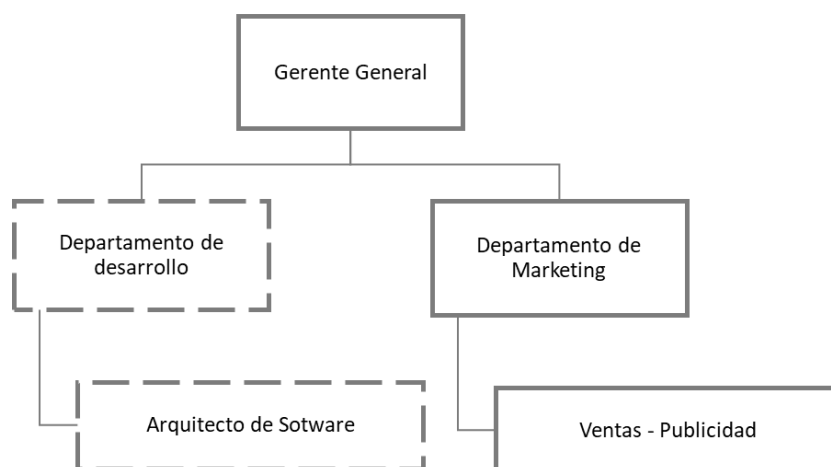 Gerente General
Departamento de
desarrollo
Departamento de
Marketing
Arquitecto de Sotware
Ventas - Publicidad